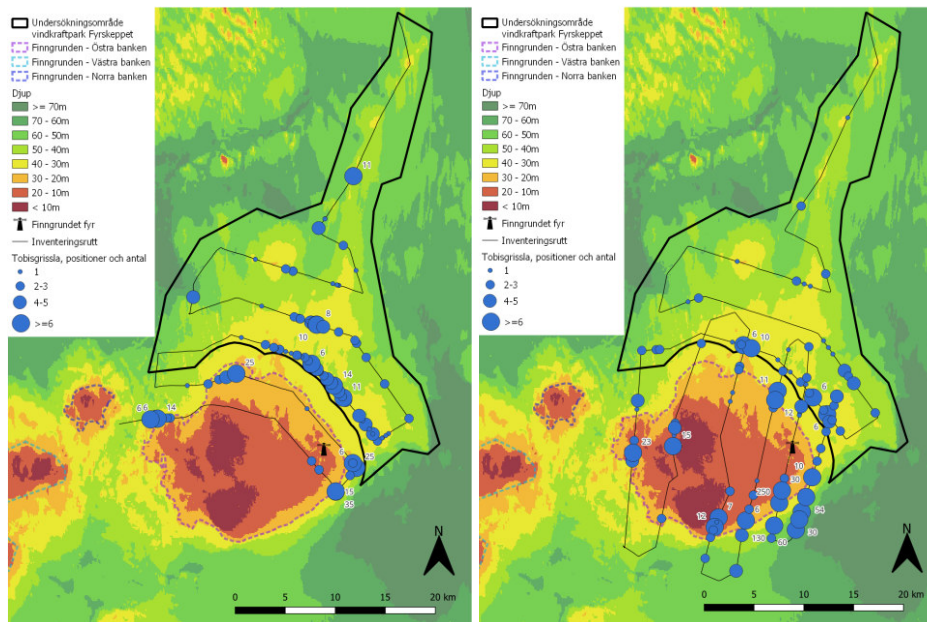 Undersökningsområde
vindkraftpark Fyrskeppet
Finngrunden - Östra banken
Finngrunden - Västra banken
Finngrunden - Norra banken
Djup
>= 70m
70 - 60m
60 - 50m
50 - 40m
40 - 30m
30 - 20m
20 - 10m
< 10m
Finngrundet fyr
Inventeringsrutt
Tobisgrissla, positioner och antal
1
2-3
4-5
>=6
11
8
10
6
25
14
11
6 6
14
6
25
15
35
N
0 5 10 15 20 km
Undersökningsområde
vindkraftpark Fyrskeppet
Finngrunden - Östra banken
Finngrunden - Västra banken
Finngrunden - Norra banken
Djup
>= 70m
70 - 60m
60 - 50m
50 - 40m
40 - 30m
30 - 20m
20 - 10m
< 10m
Finngrundet fyr
Inventeringsrutt
Tobisgrissla, positioner och antal
1
2-3
4-5
>=6
6
10
11
6
12
6
15
23
10
30
250
7
6
54
12
30
130
60
N
0 5 10 15 20 km